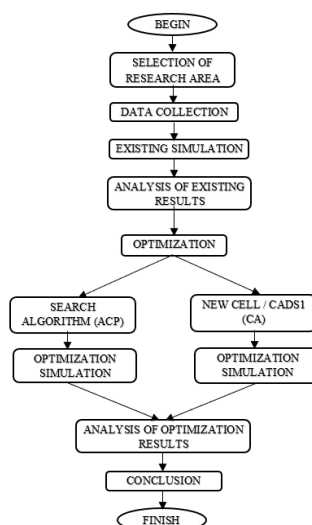 BEGIN
SELECTION OF
RESEARCH AREA
DATA COLLECTION
EXISTING SIMULATION
ANALYSIS OF EXISTING
RESULTS
OPTIMIZATION
SEARCH
ALGORITHM (ACP)
NEW CELL / CADS1
(CA)
OPTIMIZATION
SIMULATION
OPTIMIZATION
SIMULATION
ANALYSIS OF OPTIMIZATION
RESULTS
CONCLUSION
FINISH